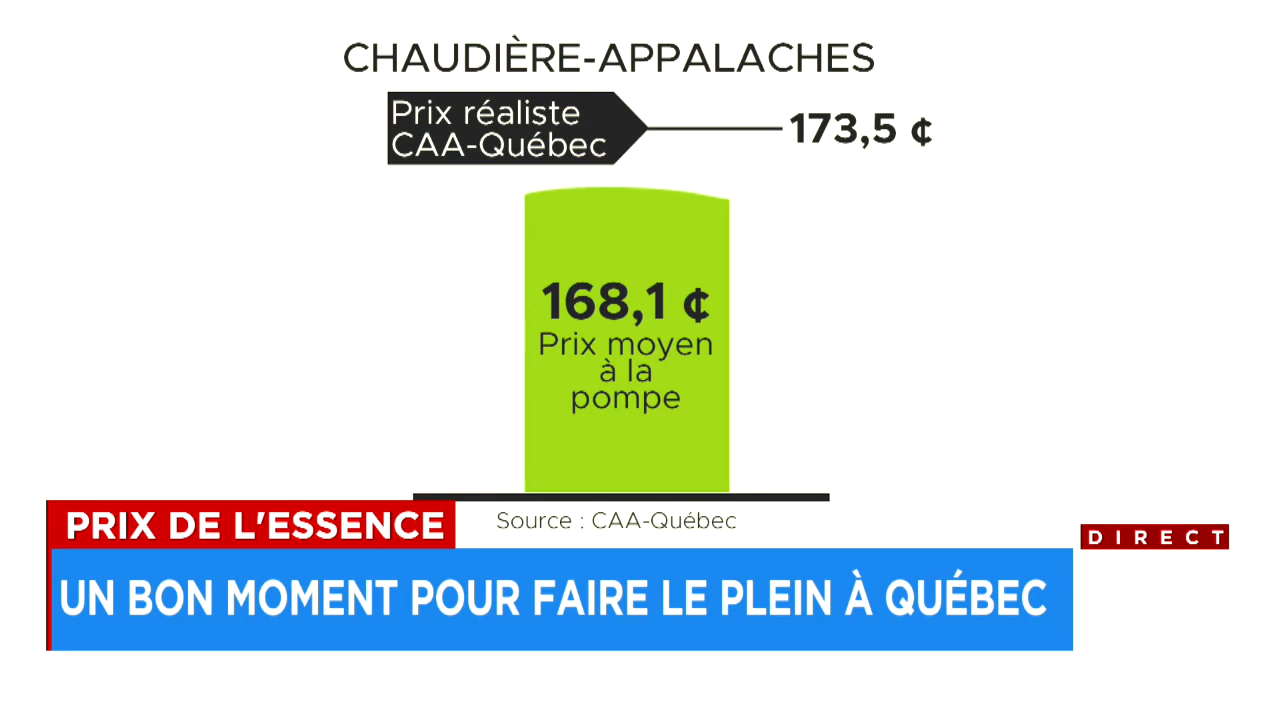 CHAUDIÈRE-APPALACHES
Prix réaliste
CAA-Québec
173,5 ¢
168,1 ¢
Prix moyen
à la
pompe
Source : CAA-Québec
PRIX DE L'ESSENCE
DIRECT
UN BON MOMENT POUR FAIRE LE PLEIN À QUÉBEC